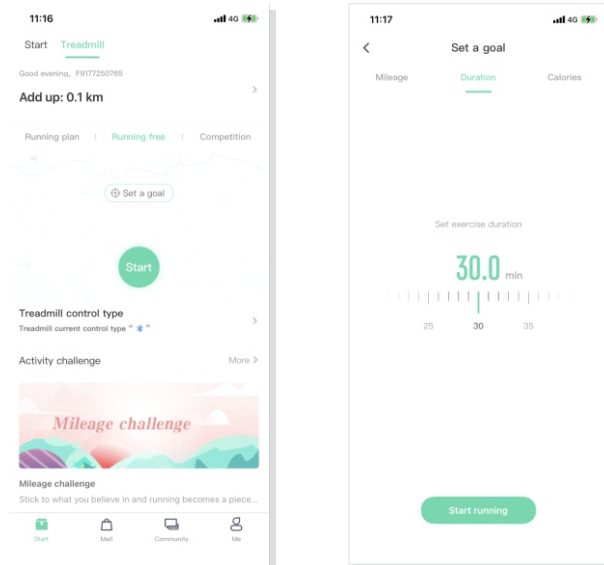 11:16
4G
Start Treadmill
Good evening, F9177250765
Add up: 0.1 km
Running plan Running free Competition
Set a goal
Start
Treadmill control type
Treadmill current control type " "
Activity challenge More
Mileage challenge
Mileage challenge
Stick to what you believe in and running becomes a piece...
Start Mall Community Me
11:17
4G
Set a goal
Mileage Duration Calories
Set exercise duration
30.0 min
25 30 35
Start running